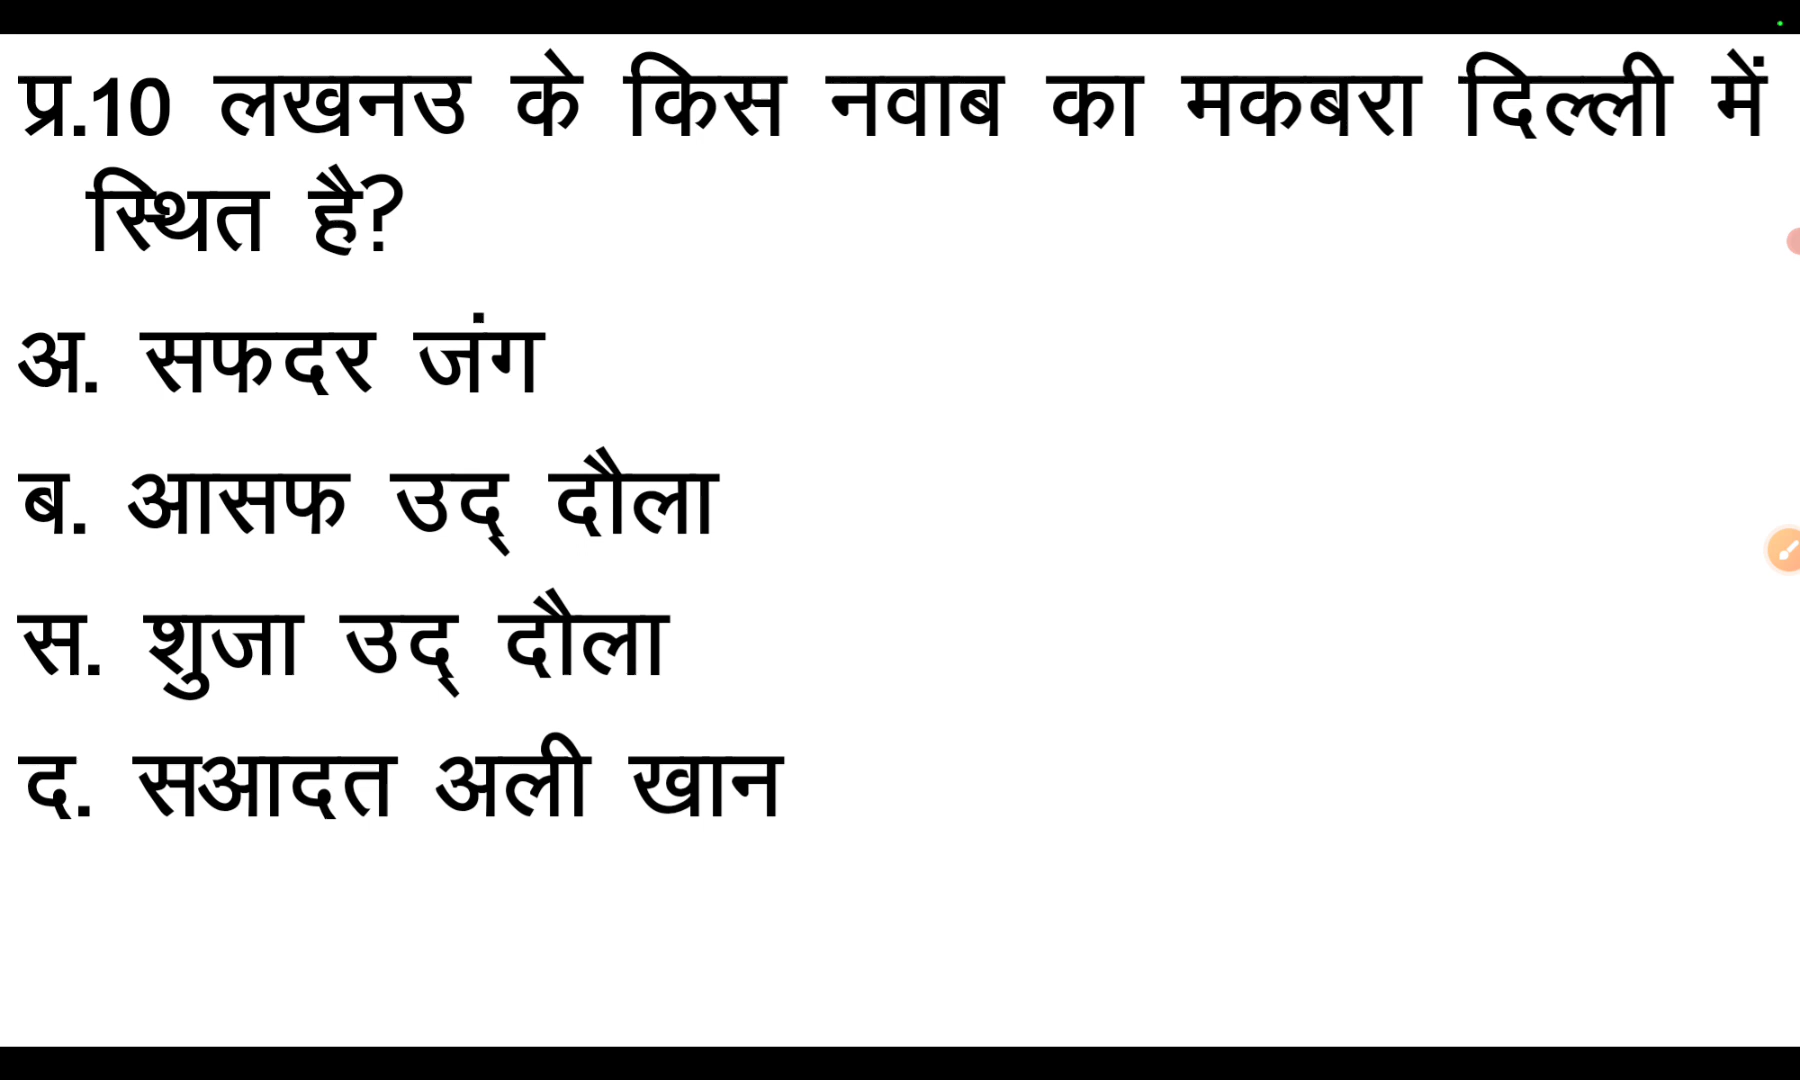 प्र.10 लखनउ के किस नवाब का मकबरा दिल्ली में
स्थित है?
अ. सफदर जंग
ब. आसफ उद् दौला
स. शुजा उद् दौला
द. सआदत अली खान